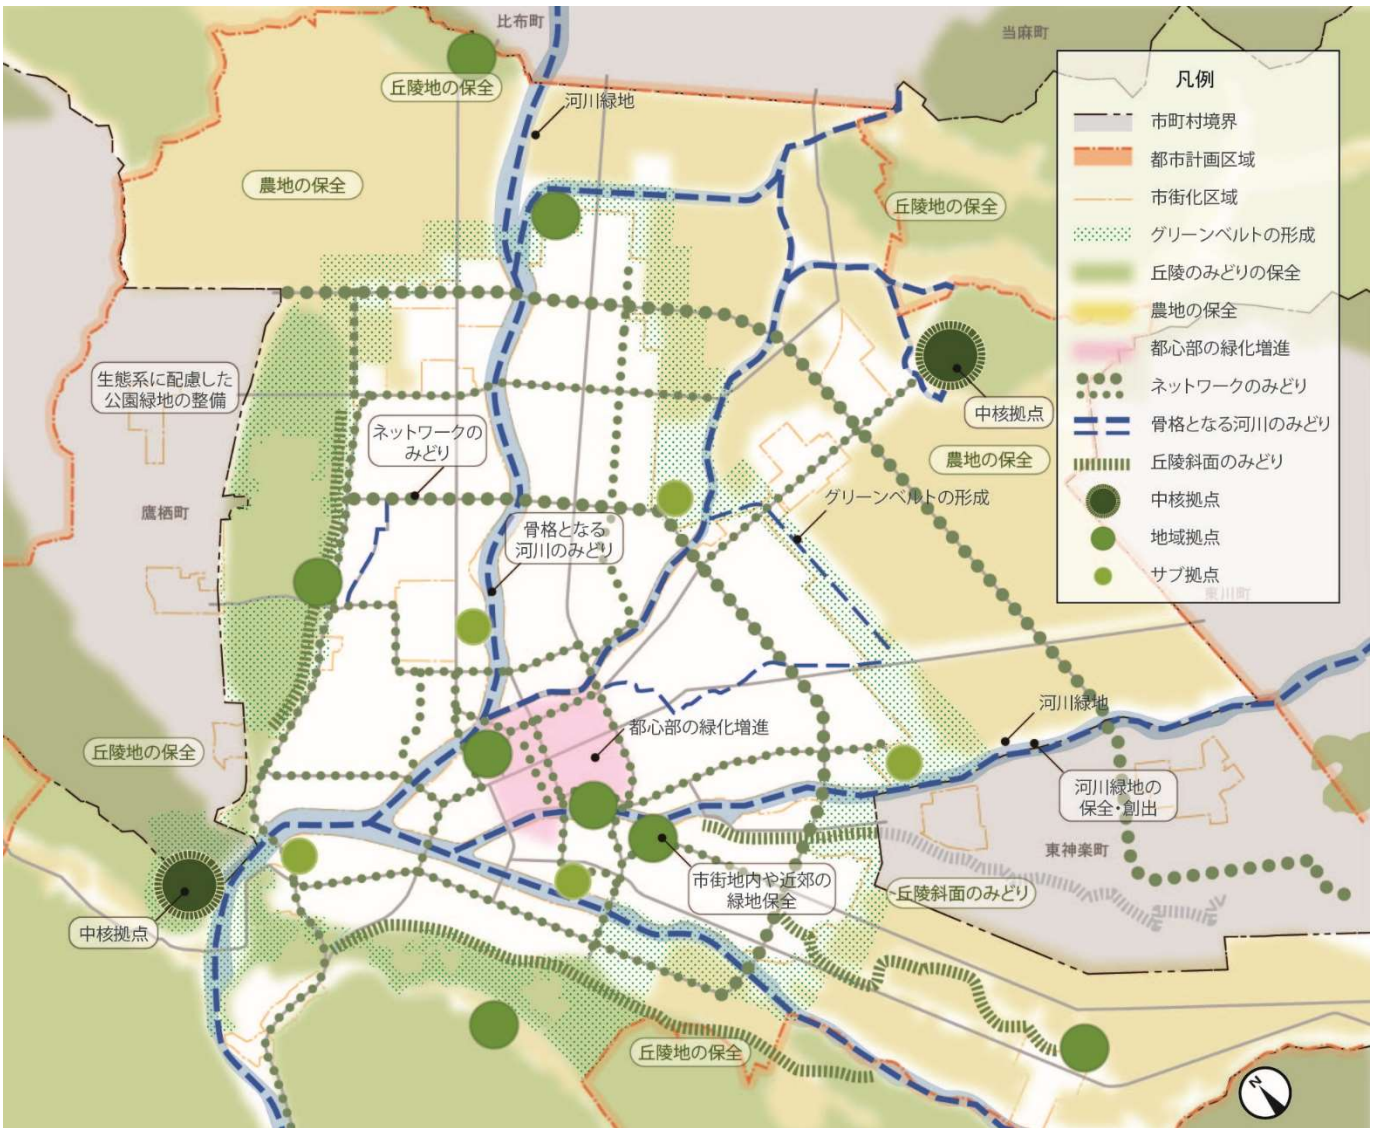 比布町
当麻町
丘陵地の保全
河川緑地
農地の保全
丘陵地の保全
生態系に配慮した
公園緑地の整備
ネットワークの
みどり
中核拠点
農地の保全
グリーンベルトの形成
鷹栖町
骨格となる
河川のみどり
東川町
河川緑地
都心部の緑化増進
丘陵地の保全
河川緑地の
保全・創出
東神楽町
市街地内や近郊の
緑地保全
丘陵斜面のみどり
中核拠点
丘陵地の保全
N
凡例
市町村境界
都市計画区域
市街化区域
グリーンベルトの形成
丘陵のみどりの保全
農地の保全
都心部の緑化増進
ネットワークのみどり
骨格となる河川のみどり
丘陵斜面のみどり
中核拠点
地域拠点
サブ拠点